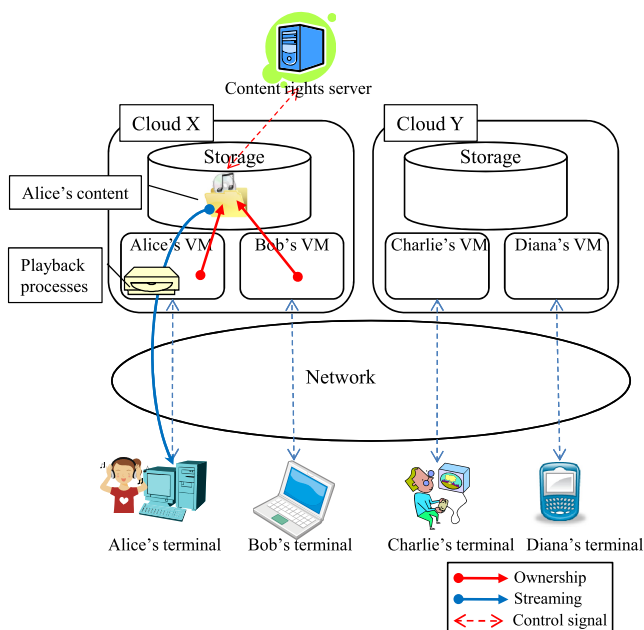 Content rights server
Cloud X
Cloud Y
Storage
Storage
Alice's content
Alice's VM
Bob's VM
Charlie's VM
Diana's VM
Playback
processes
Network
Alice's terminal
Bob's terminal
Charlie's terminal
Diana's terminal
Ownership
Streaming
Control signal